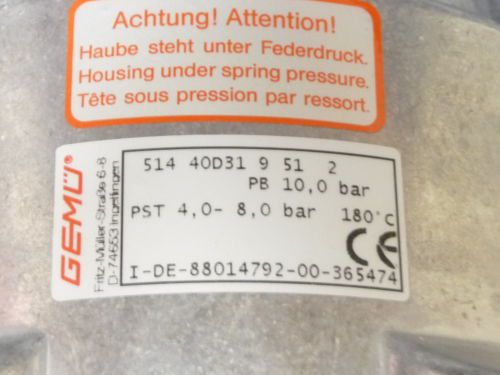 Achtung! Attention!
Haube steht unter Federdruck.
Housing under spring pressure.
Tête sous pression par ressort.
GEMÜ®
Fritz-Müller-Straße 6-8
D-74653 Ingelfingen
514 40D31 9 51 2
PB 10,0 bar
PST 4,0- 8,0 bar 180°C
CE
I-DE-88014792-00-365474